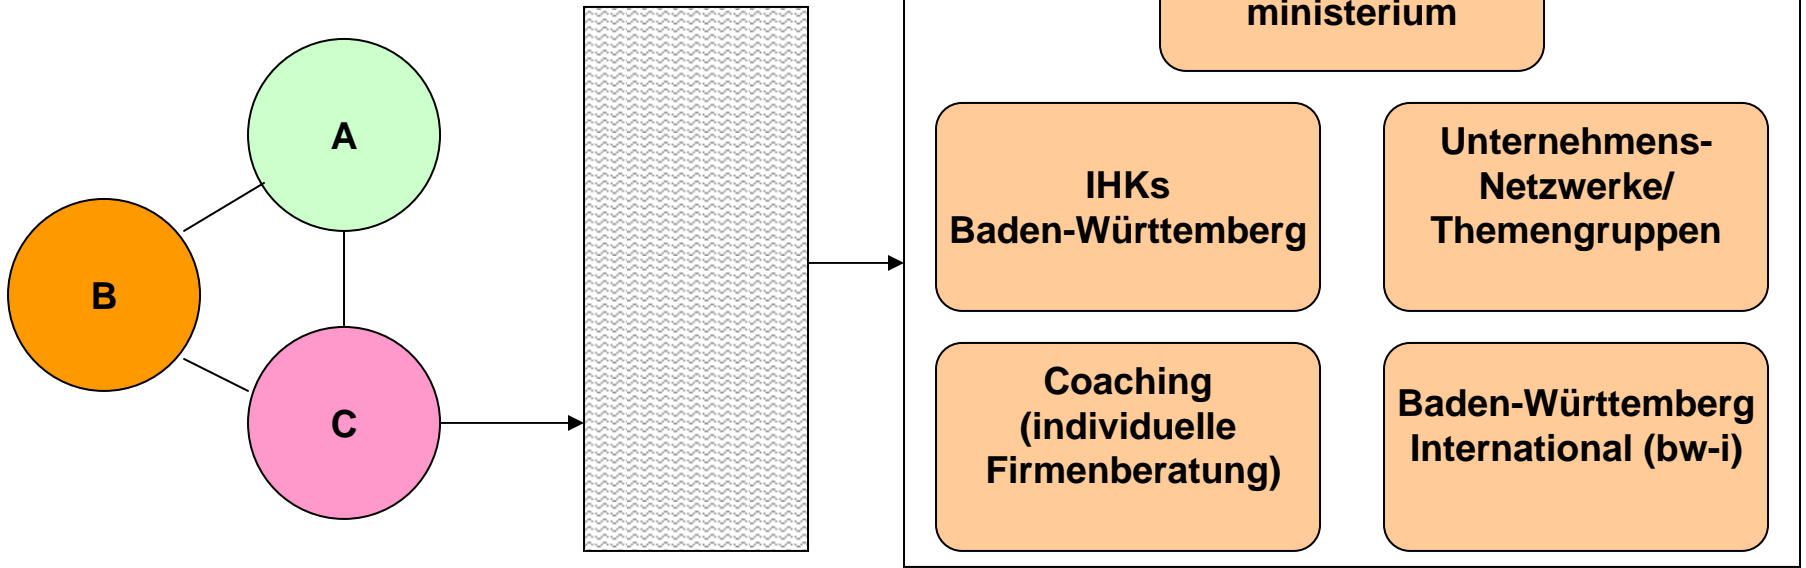 ministerium
A
B
C
IHKs
Baden-Württemberg
Unternehmens-
Netzwerke/
Themengruppen
Coaching
(individuelle
Firmenberatung)
Baden-Württemberg
International (bw-i)